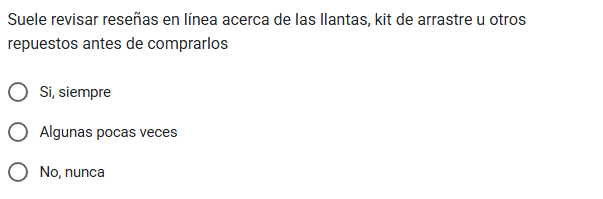 Suele revisar reseñas en línea acerca de las llantas, kit de arrastre u otros
repuestos antes de comprarlos
Si, siempre
Algunas pocas veces
No, nunca